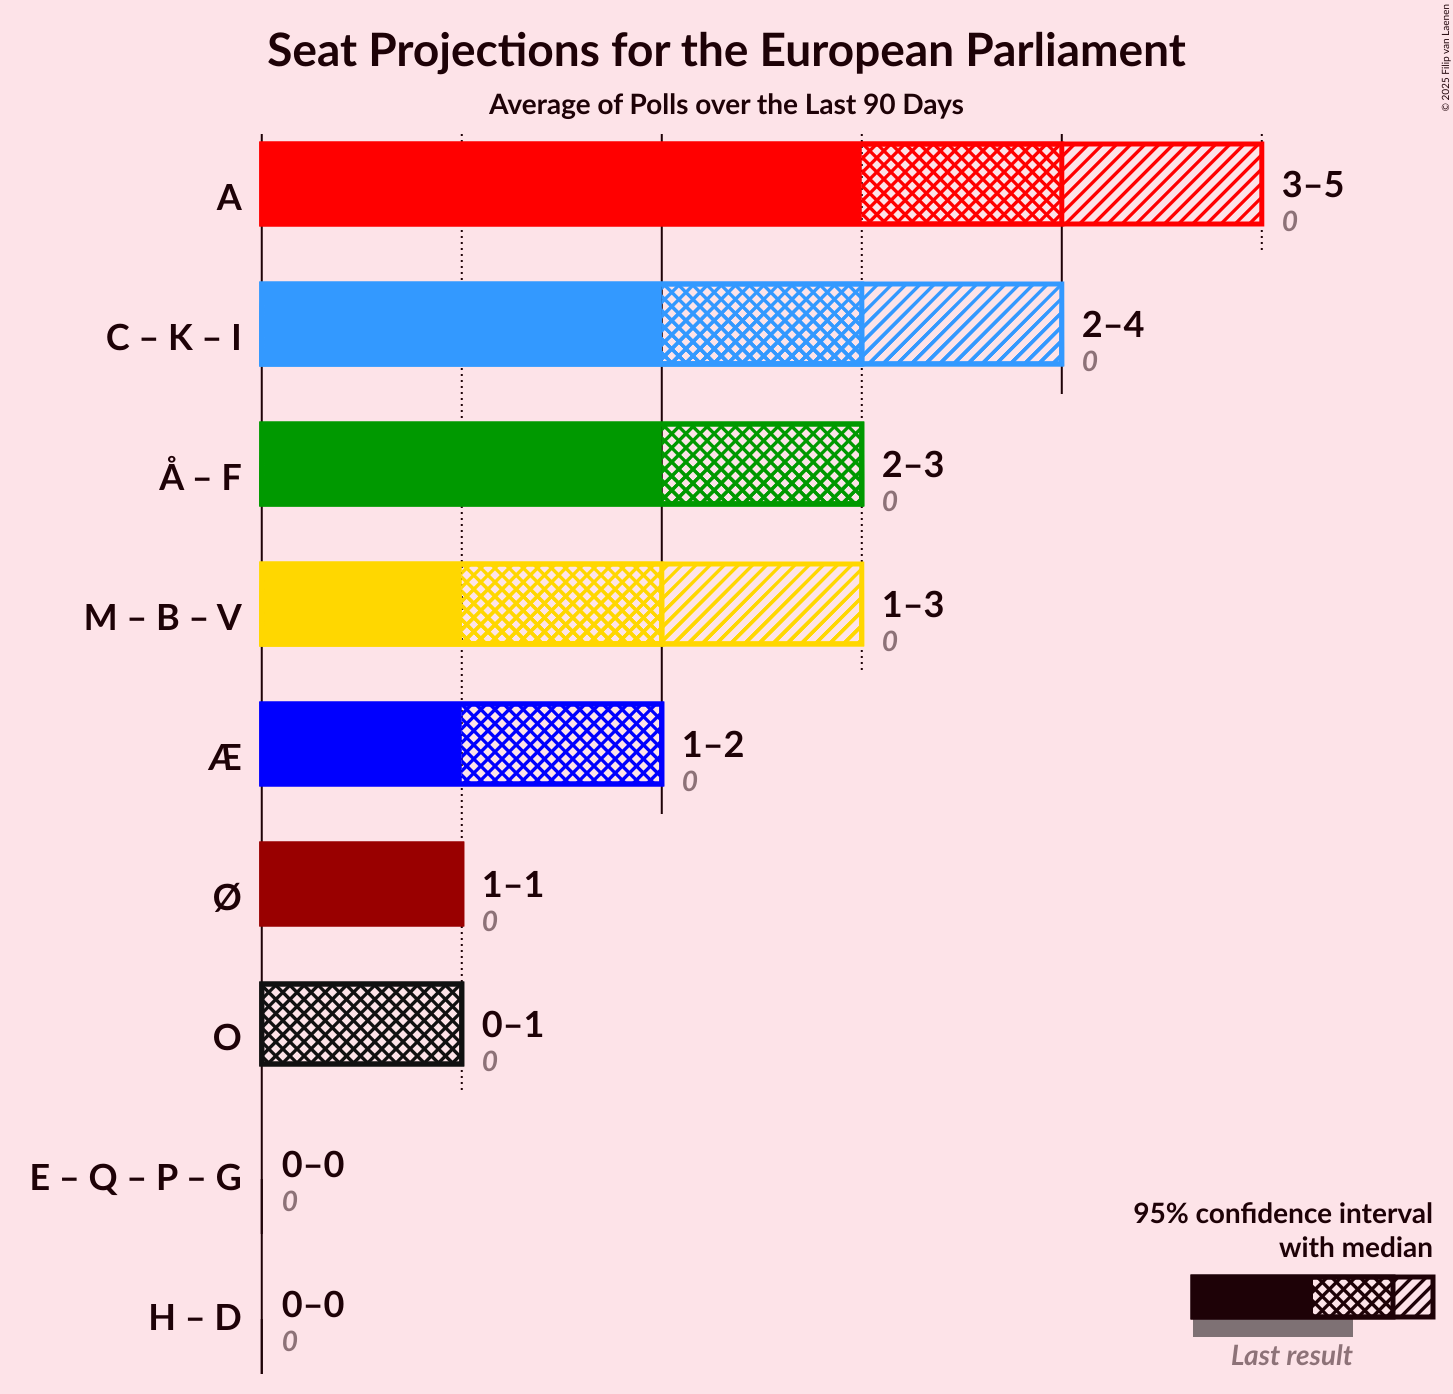 Seat Projections for the European Parliament
Average of Polls over the Last 90 Days
© 2025 Filip van Laenen
A
3–5
0
C – K – I
2–4
0
Å – F
2–3
0
M – B – V
1–3
0
Æ
1–2
0
Ø
1–1
0
O
0–1
0
E – Q – P – G
0–0
0
H – D
0–0
0
95% confidence interval
with median
Last result